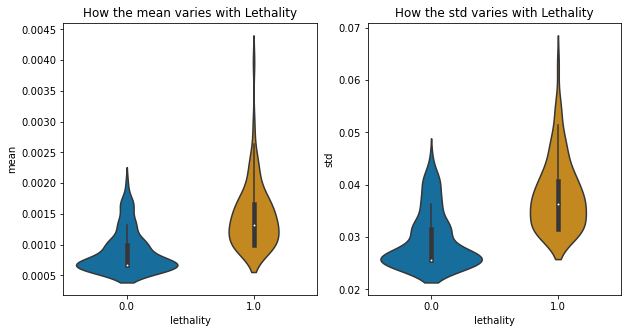 How the mean varies with Lethality
0.0045
0.0040
0.0035
0.0030
0.0025
0.0020
0.0015
0.0010
0.0005
mean
0.0 1.0
lethality
How the std varies with Lethality
0.07
0.06
0.05
0.04
0.03
0.02
std
0.0 1.0
lethality